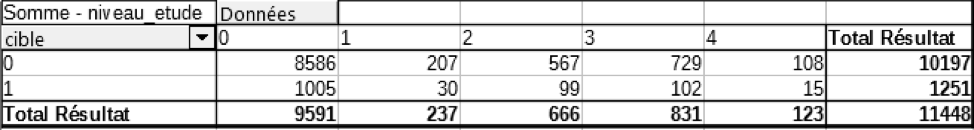 Somme - niveau_etude Données
cible 0 1 2 3 4 Total Résultat
0 8586 207 567 729 108 10197
1 1005 30 99 102 15 1251
Total Résultat 9591 237 666 831 123 11448